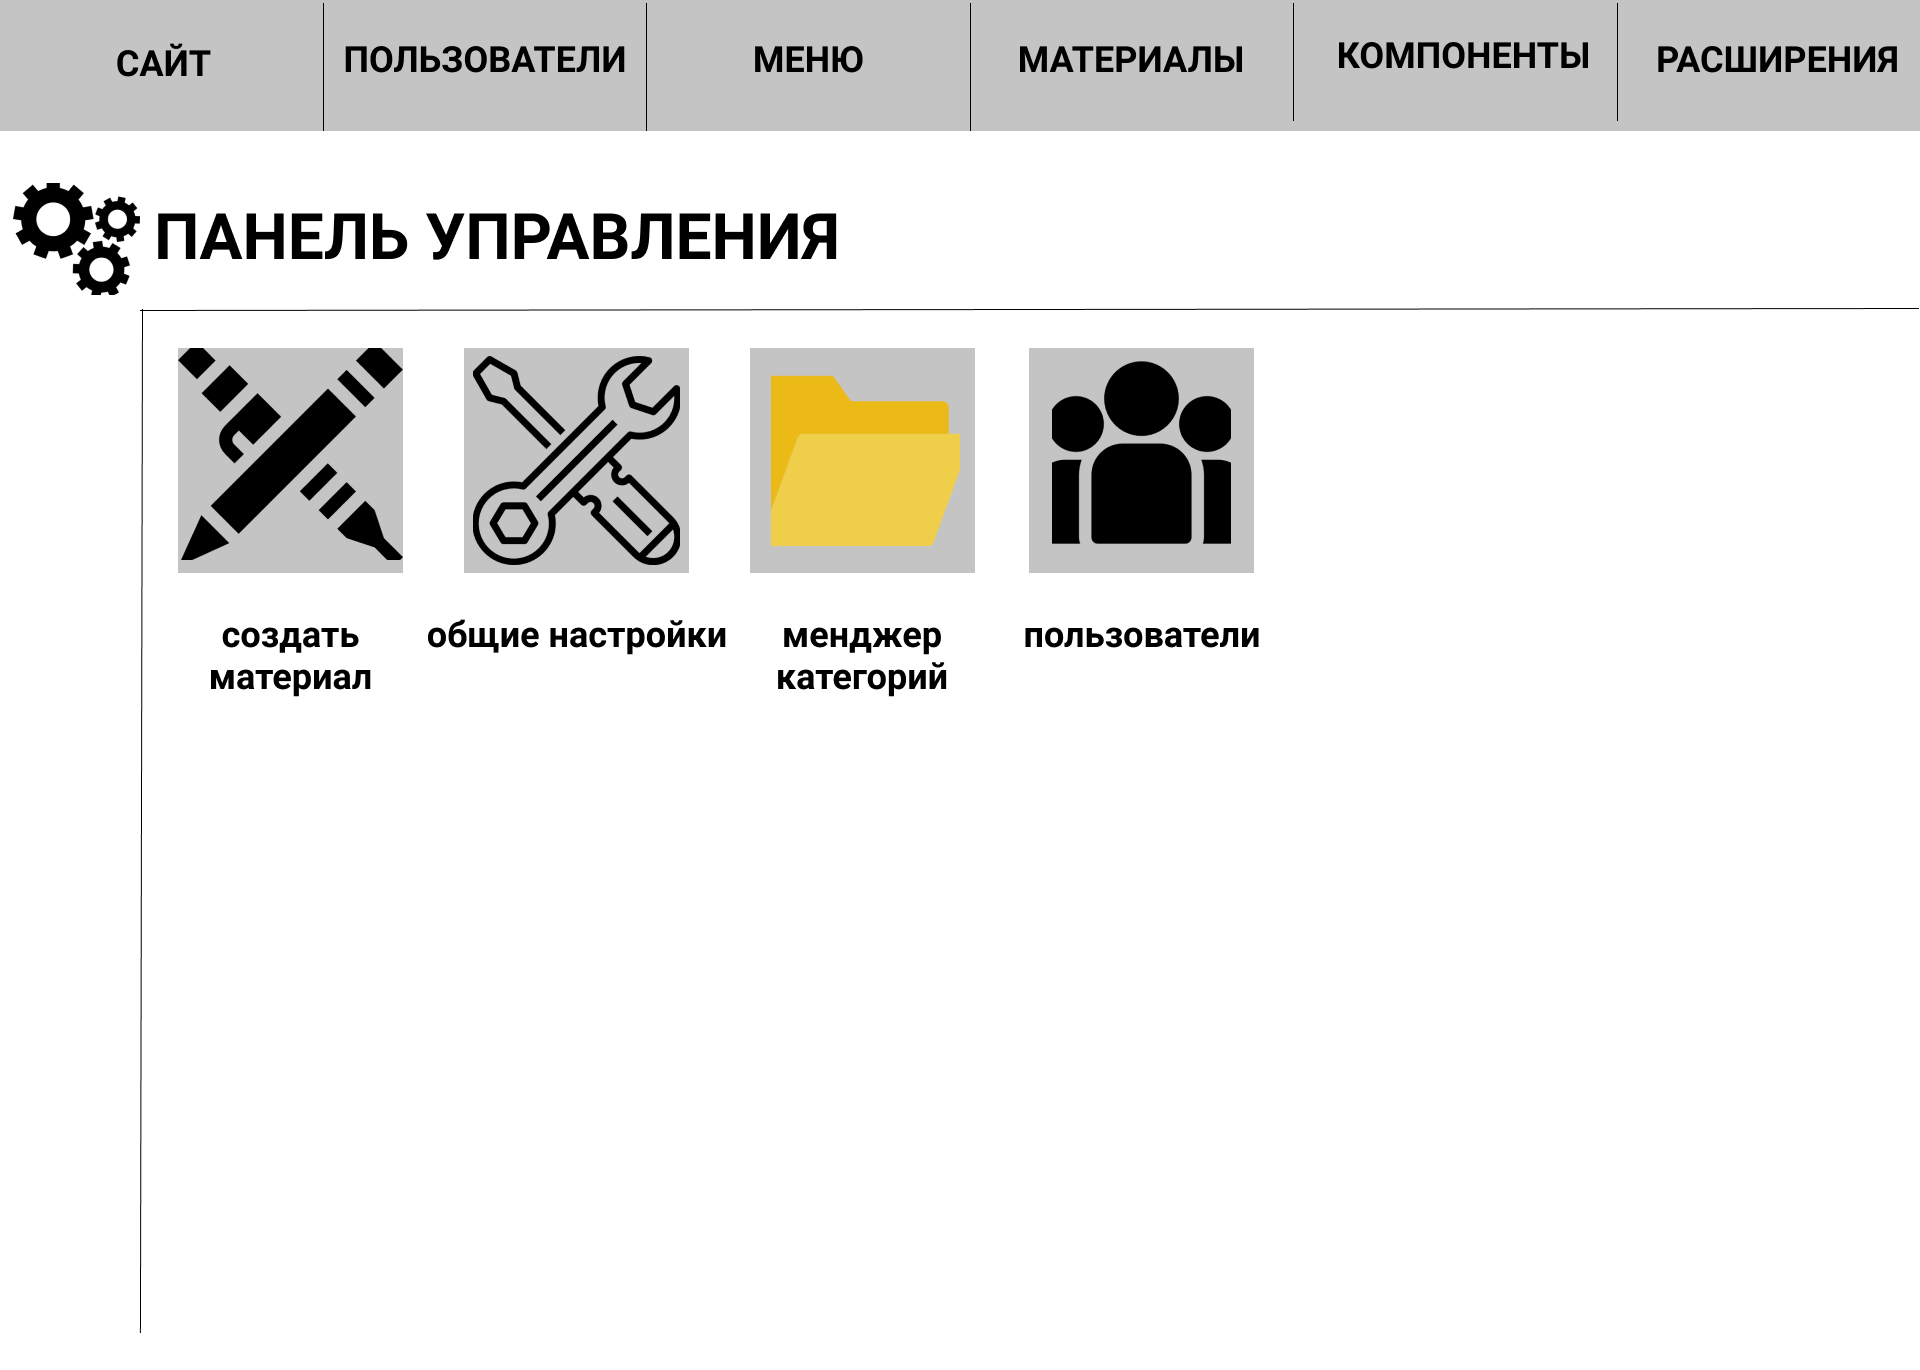 САЙТ
ПОЛЬЗОВАТЕЛИ
МЕНЮ
МАТЕРИАЛЫ
КОМПОНЕНТЫ
РАСШИРЕНИЯ
ПАНЕЛЬ УПРАВЛЕНИЯ
создать
материал
общие настройки
менджер
категорий
пользователи